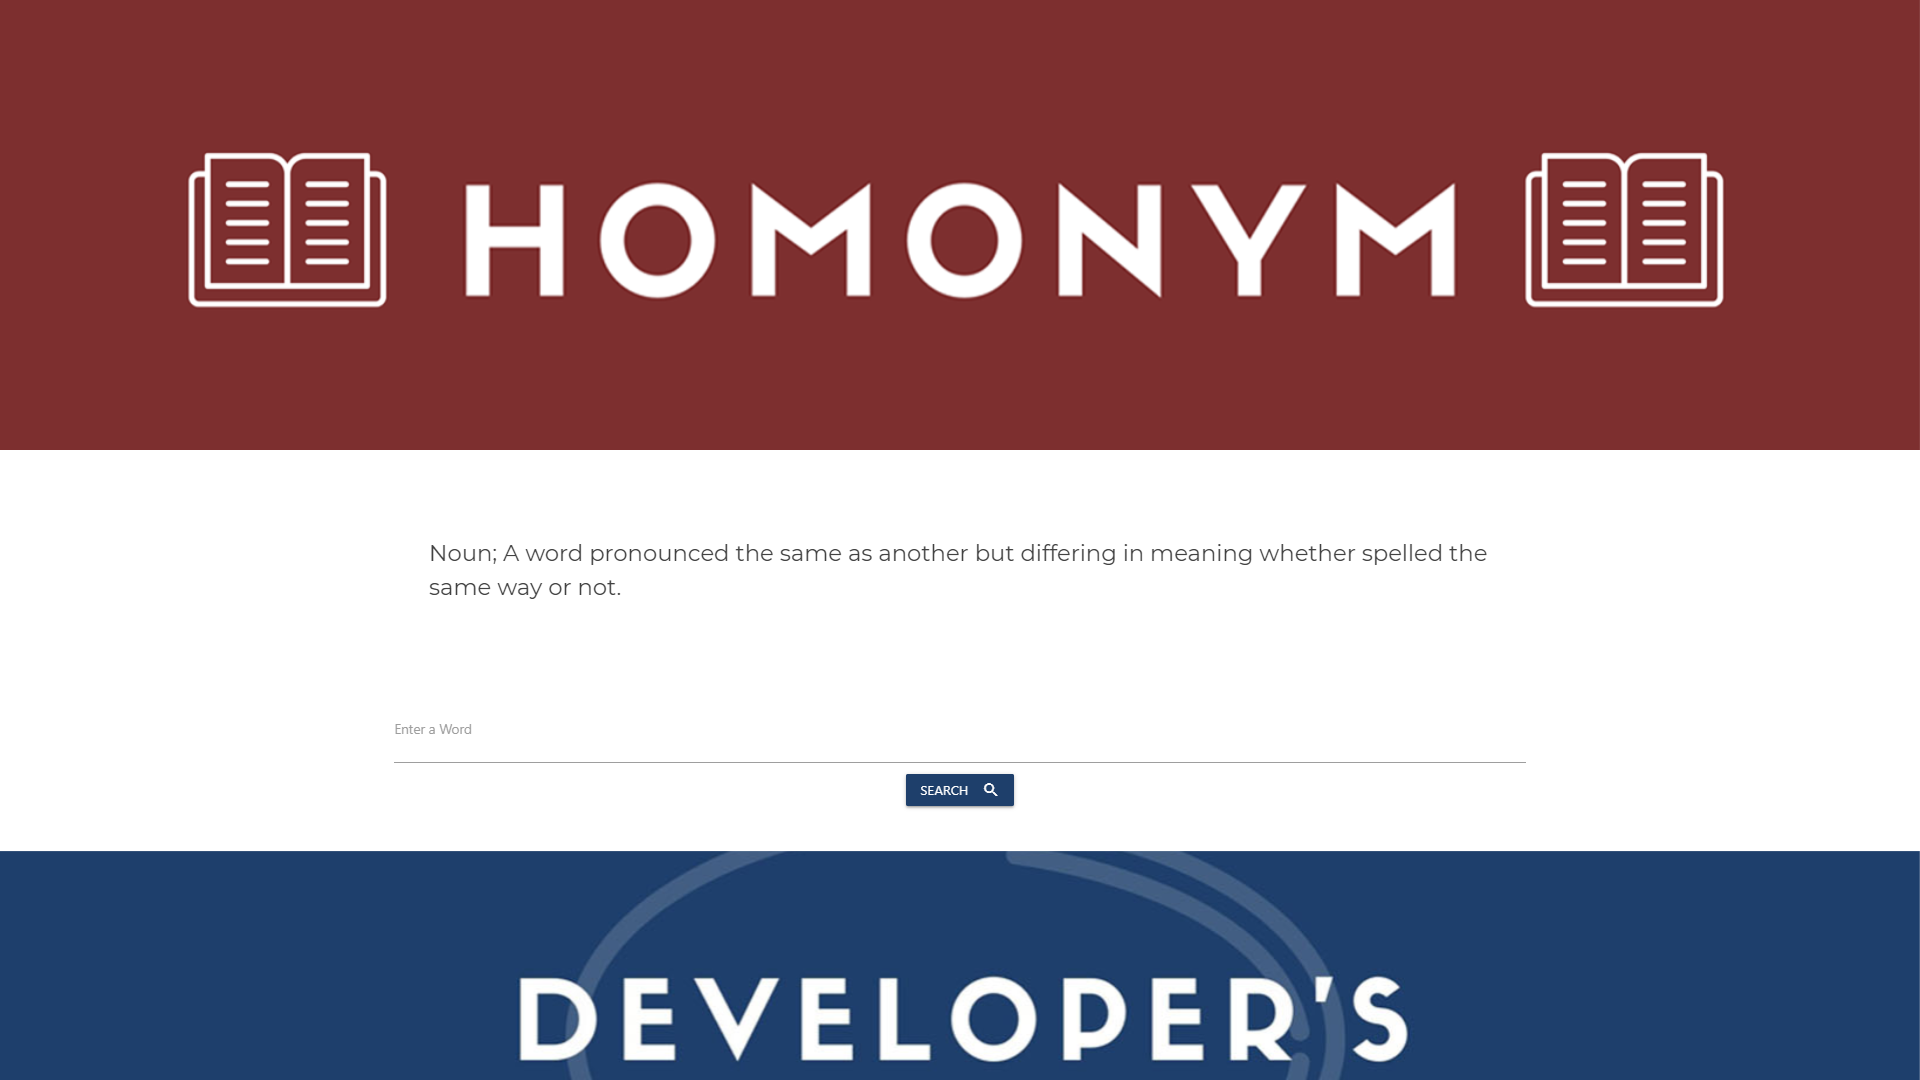 HOMONYM
Noun; A word pronounced the same as another but differing in meaning whether spelled the
same way or not.
Enter a Word
SEARCH
DEVELOPER'S